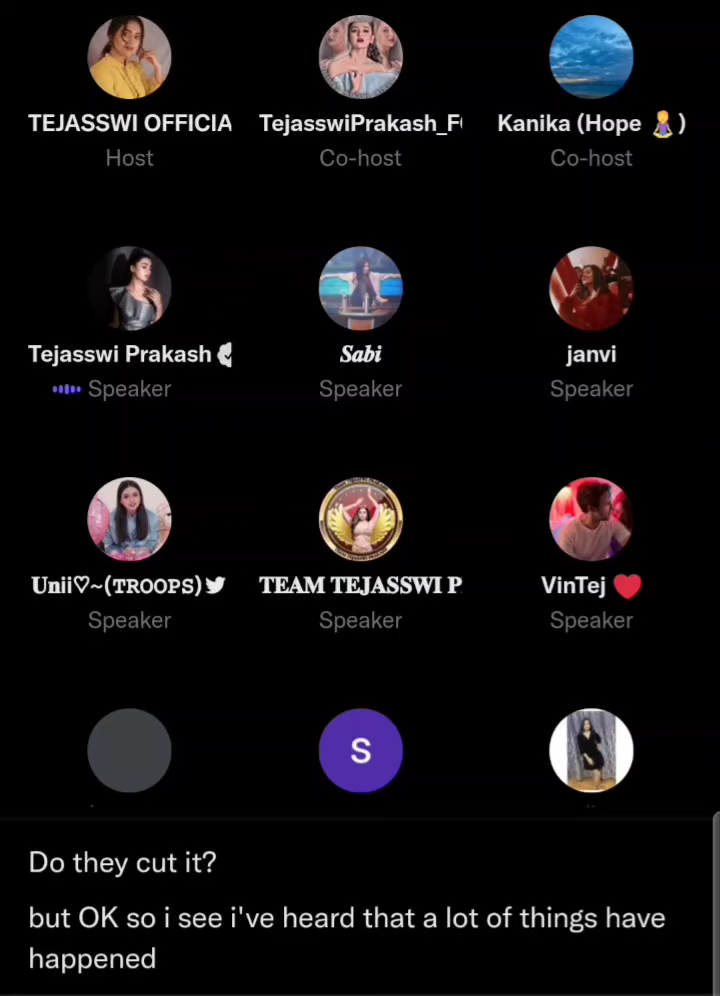 TEJASSWI OFFICIA
TejasswiPrakash_F
Kanika (Hope 🧘‍♀️)
Host
Co-host
Co-host
Tejasswi Prakash
Sabi
janvi
Speaker
Speaker
Speaker
Unii♡~(TROOPS)
TEAM TEJASSWI P
VinTej ❤️
Speaker
Speaker
Speaker
S
Do they cut it?
but OK so i see i've heard that a lot of things have
happened